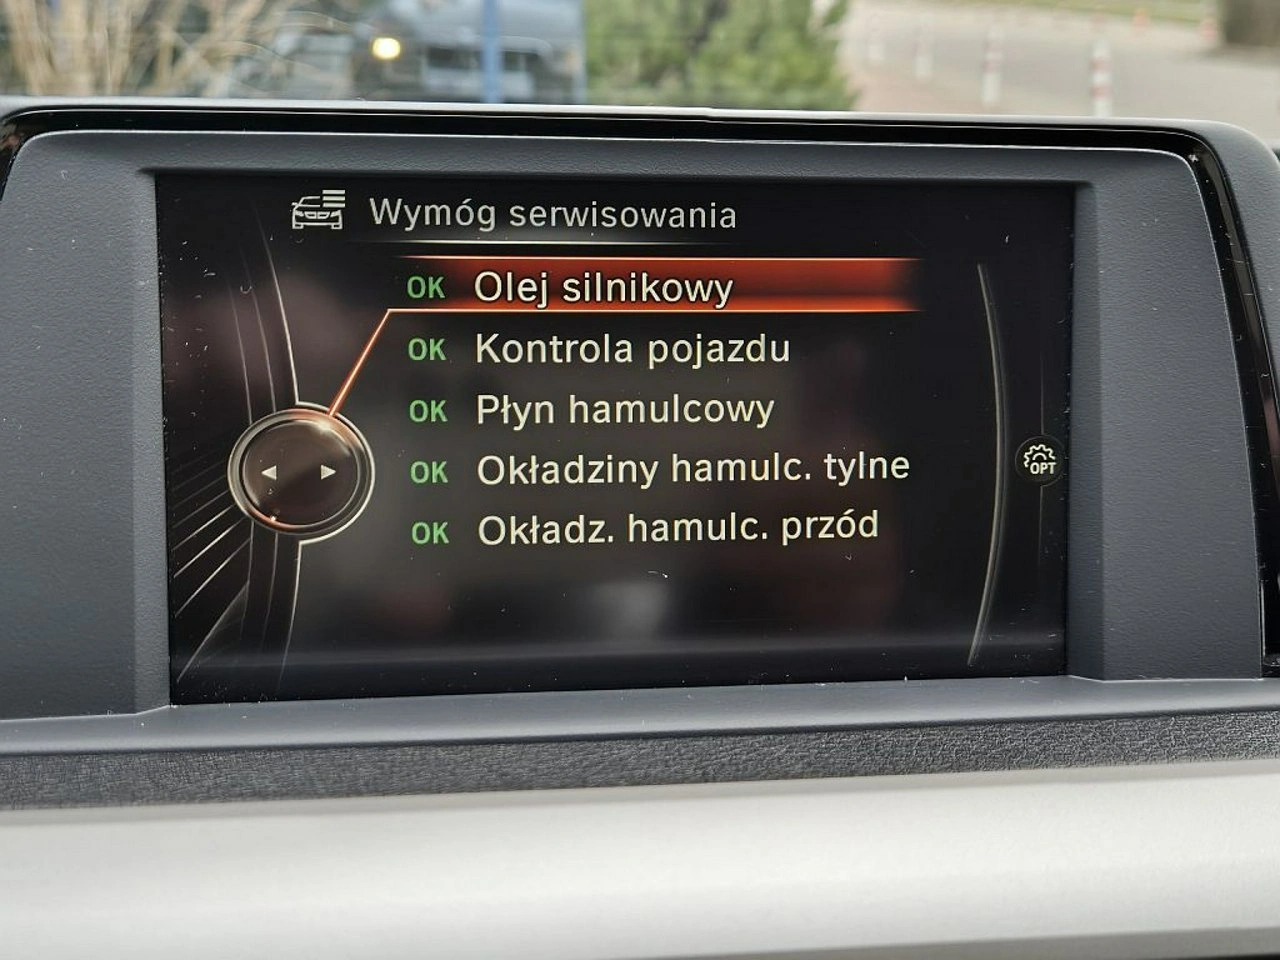 Wymóg serwisowania
OK Olej silnikowy
OK Kontrola pojazdu
OK Płyn hamulcowy
OK Okładziny hamulc. tylne
OK Okładz. hamulc. przód
OPT